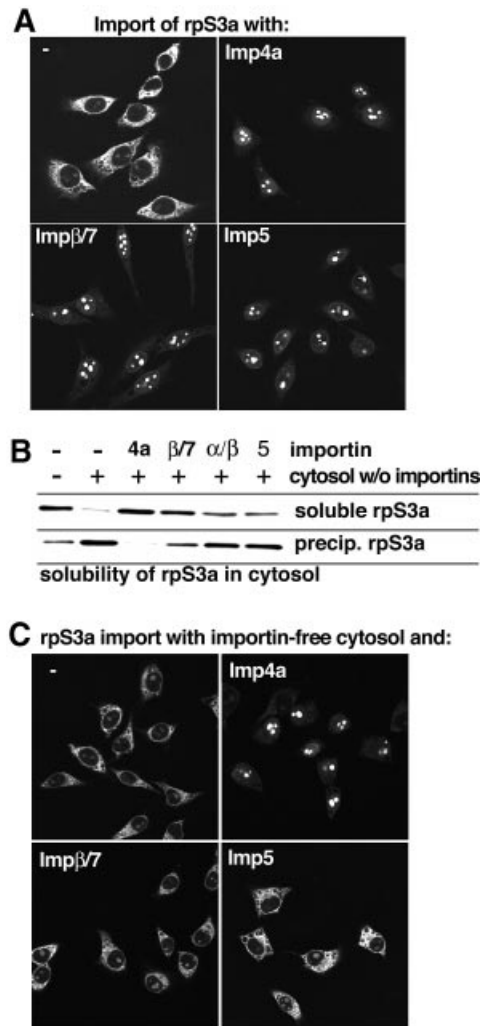 A Import of rpS3a with:
- Imp4a
Impβ/7 Imp5
B - - 4a β/7 α/β 5 importin
- + + + + + cytosol w/o importins
soluble rpS3a
precip. rpS3a
solubility of rpS3a in cytosol
C rpS3a import with importin-free cytosol and:
- Imp4a
Impβ/7 Imp5